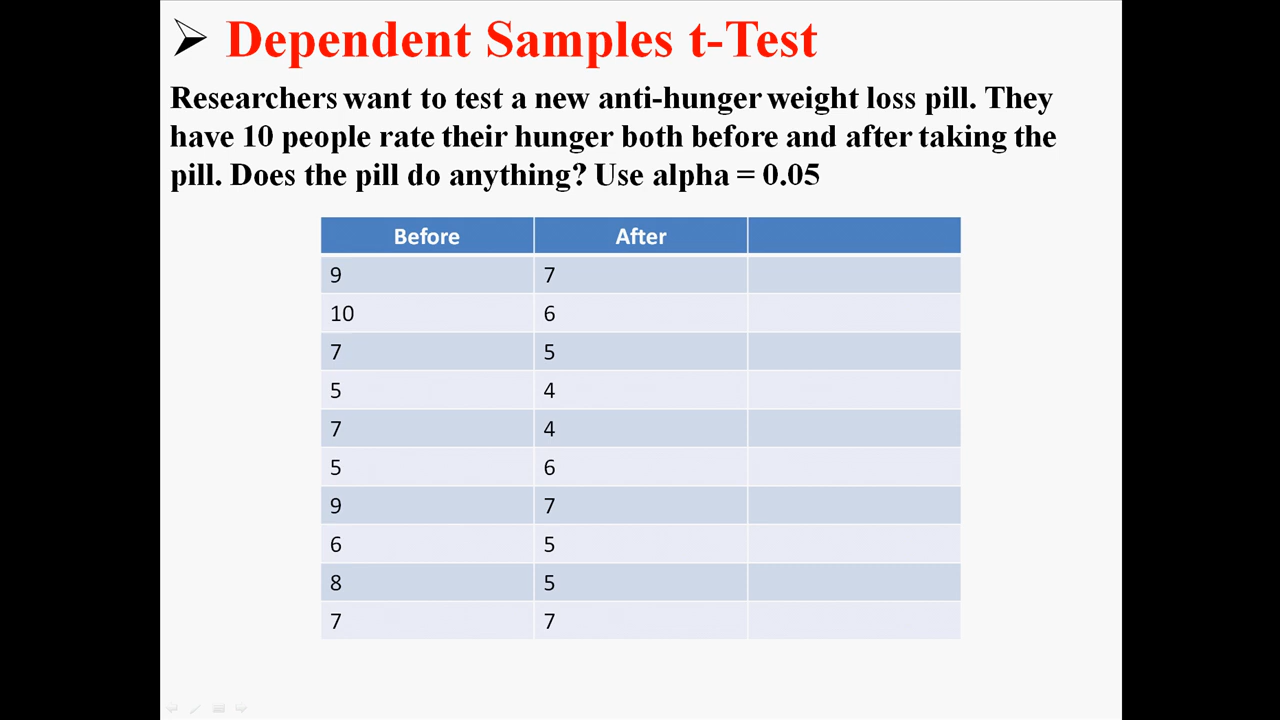 Dependent Samples t-Test
Researchers want to test a new anti-hunger weight loss pill. They
have 10 people rate their hunger both before and after taking the
pill. Does the pill do anything? Use alpha = 0.05
Before After
9 7
10 6
7 5
5 4
7 4
5 6
9 7
6 5
8 5
7 7